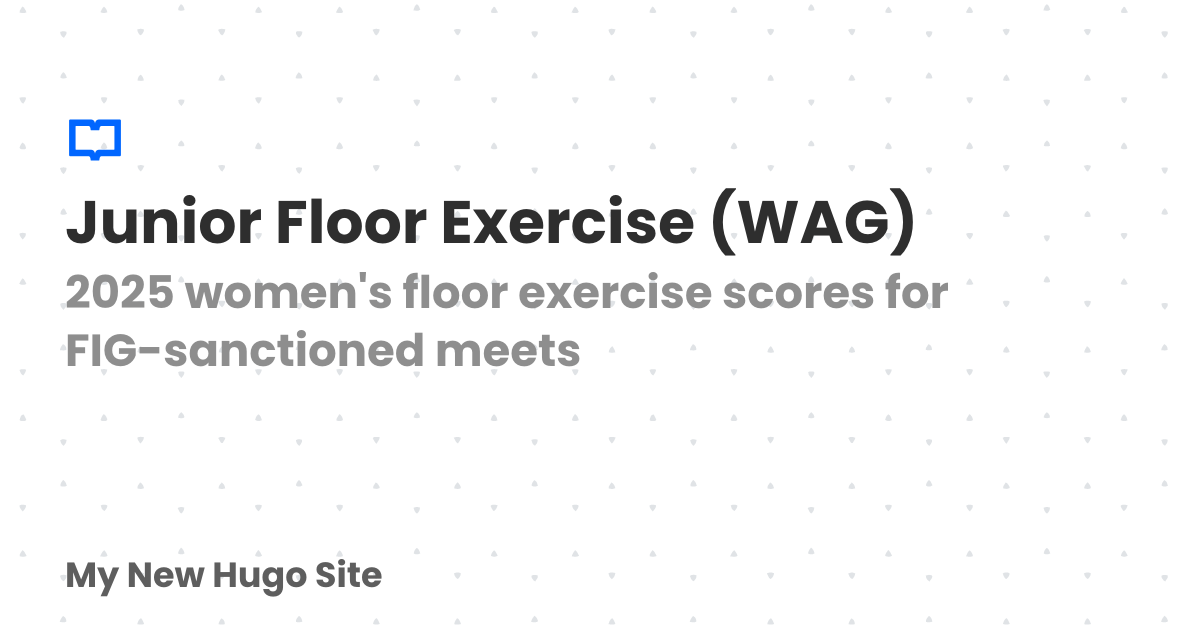 Junior Floor Exercise (WAG)
2025 women's floor exercise scores for
FIG-sanctioned meets
My New Hugo Site